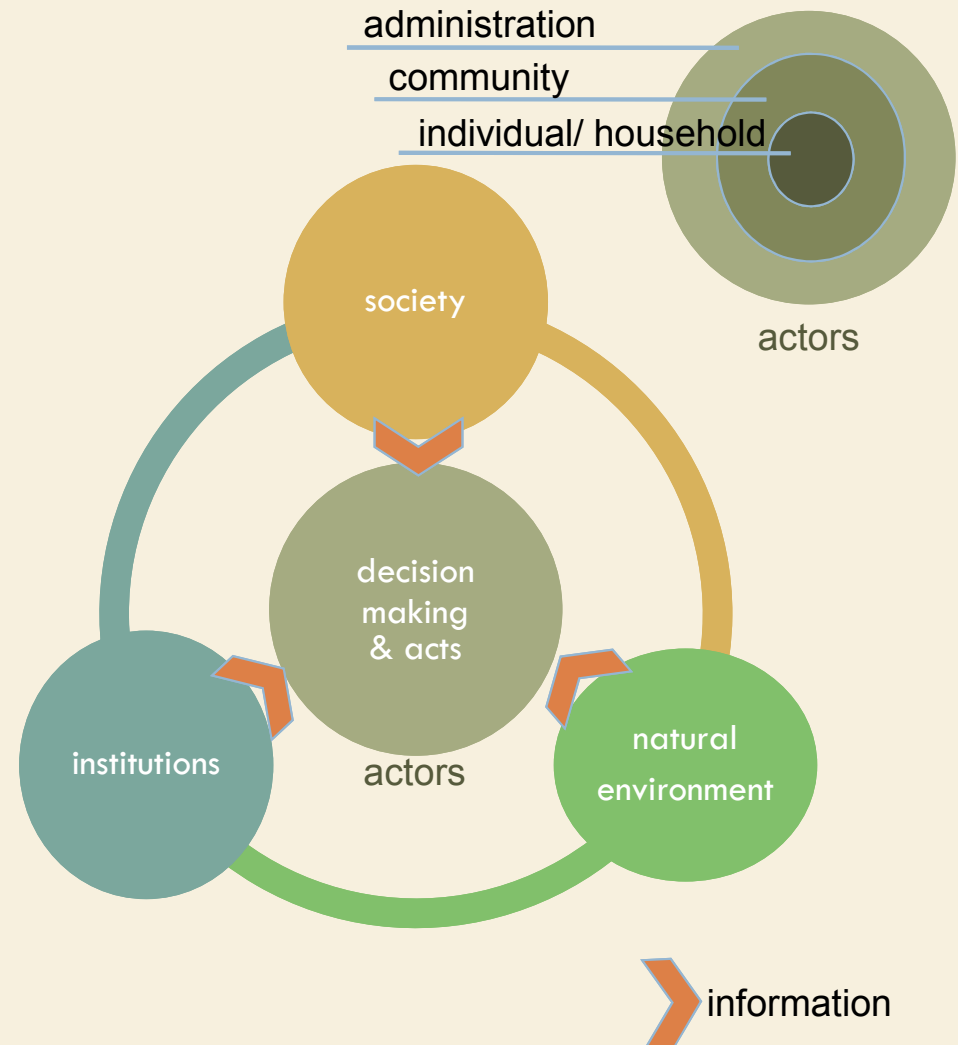 administration
community
individual/ household
actors
society
decision
making
& acts
actors
institutions
natural
environment
information